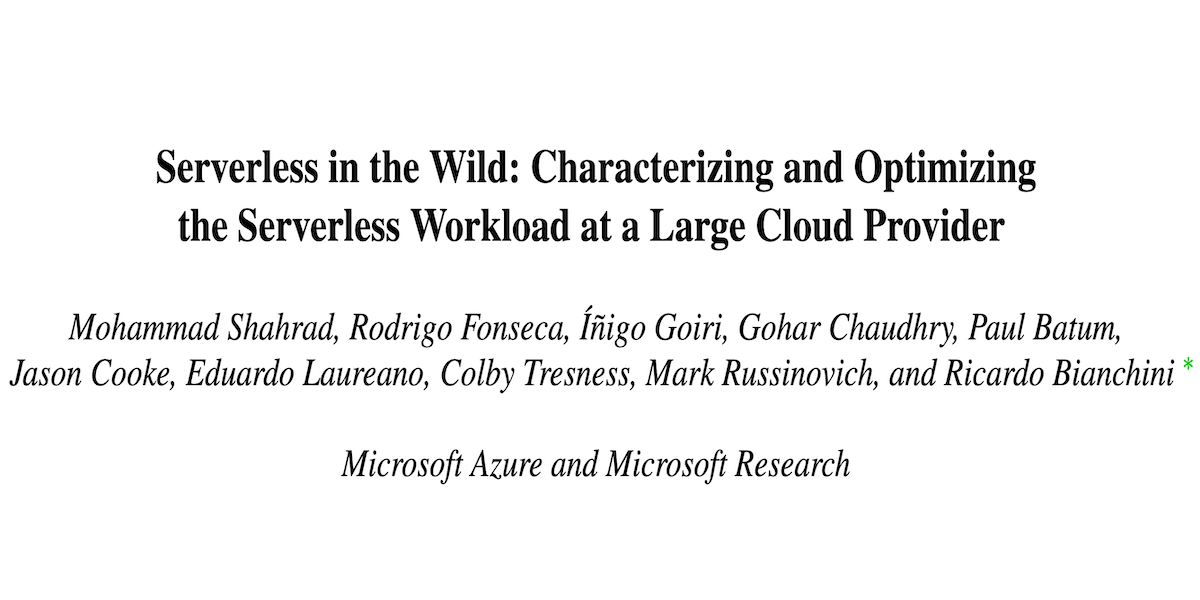 Serverless in the Wild: Characterizing and Optimizing
the Serverless Workload at a Large Cloud Provider
Mohammad Shahrad, Rodrigo Fonseca, Íñigo Goiri, Gohar Chaudhry, Paul Batum,
Jason Cooke, Eduardo Laureano, Colby Tresness, Mark Russinovich, and Ricardo Bianchini *
Microsoft Azure and Microsoft Research